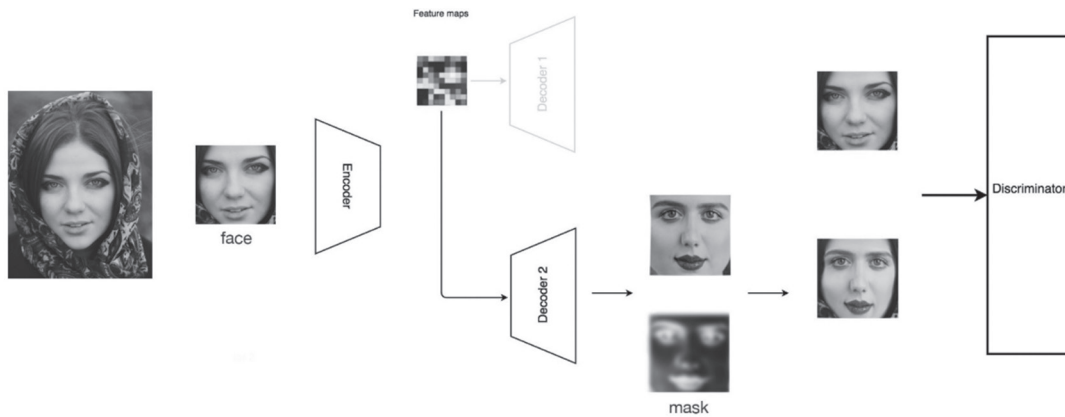 Feature maps
Decoder 1
Encoder
face
Decoder 2
mask
Discriminator